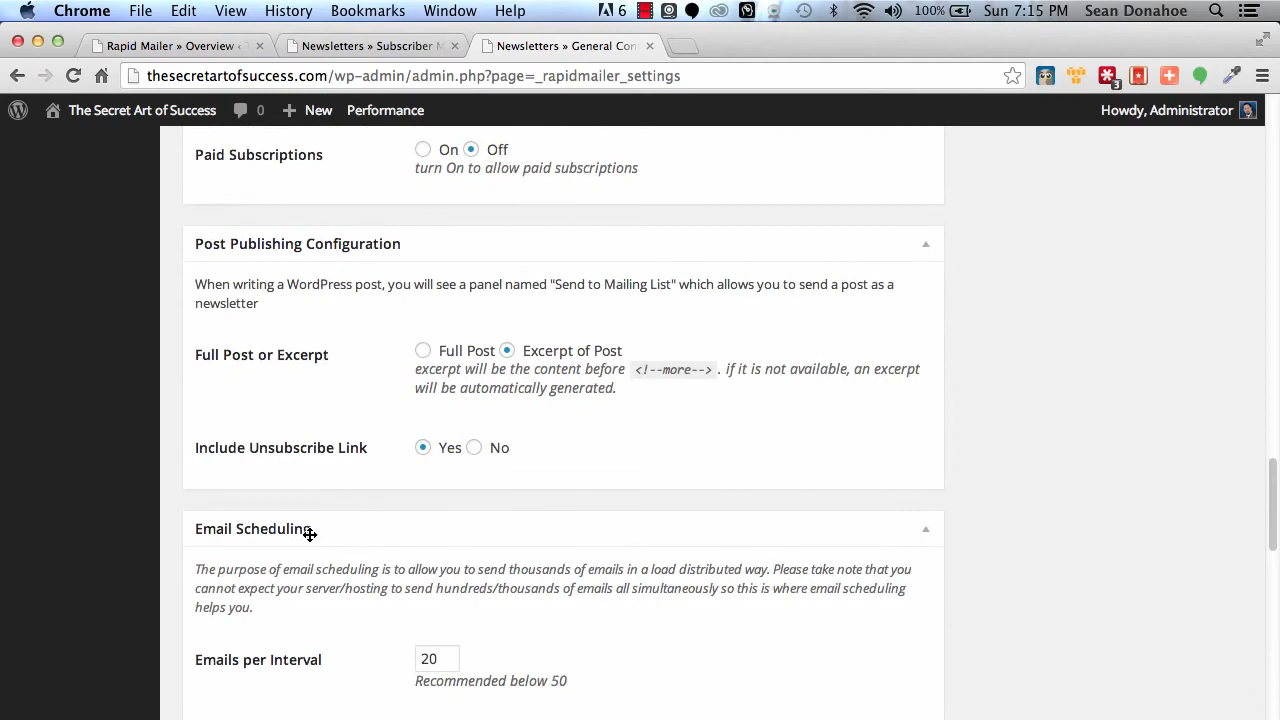 Chrome File Edit View History Bookmarks Window Help 6 100% Sun 7:15 PM Sean Donahoe
Rapid Mailer » Overview ‹ Newsletters » Subscriber M Newsletters » General Con
thesecretartofsuccess.com/wp-admin/admin.php?page=_rapidmailer_settings 3
The Secret Art of Success 0 New Performance Howdy, Administrator
Paid Subscriptions On Off
turn On to allow paid subscriptions
Post Publishing Configuration
When writing a WordPress post, you will see a panel named "Send to Mailing List" which allows you to send a post as a
newsletter
Full Post or Excerpt Full Post Excerpt of Post
excerpt will be the content before <!--more--> . if it is not available, an excerpt
will be automatically generated.
Include Unsubscribe Link Yes No
Email Scheduling
The purpose of email scheduling is to allow you to send thousands of emails in a load distributed way. Please take note that you
cannot expect your server/hosting to send hundreds/thousands of emails all simultaneously so this is where email scheduling
helps you.
Emails per Interval 20
Recommended below 50